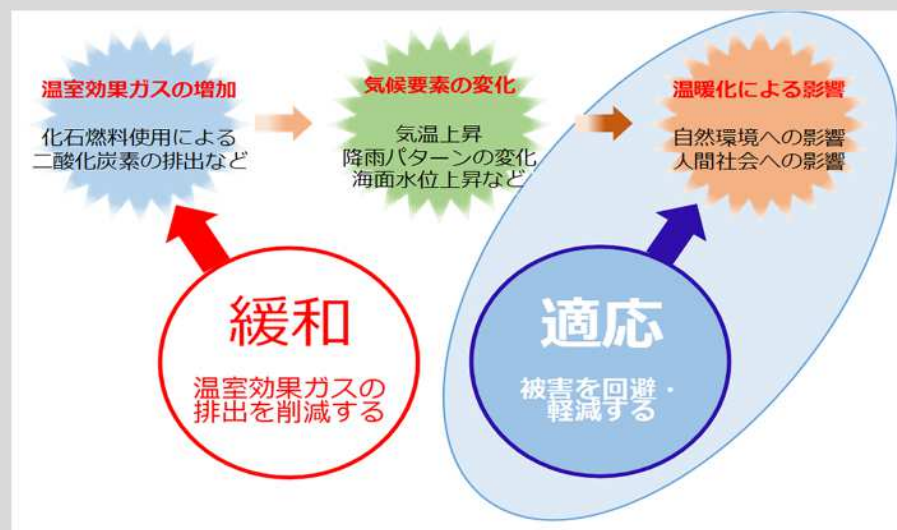 温室効果ガスの増加
化石燃料使用による
二酸化炭素の排出など
気候要素の変化
気温上昇
降雨パターンの変化
海面水位上昇など
温暖化による影響
自然環境への影響
人間社会への影響
緩和
温室効果ガスの
排出を削減する
適応
被害を回避・
軽減する